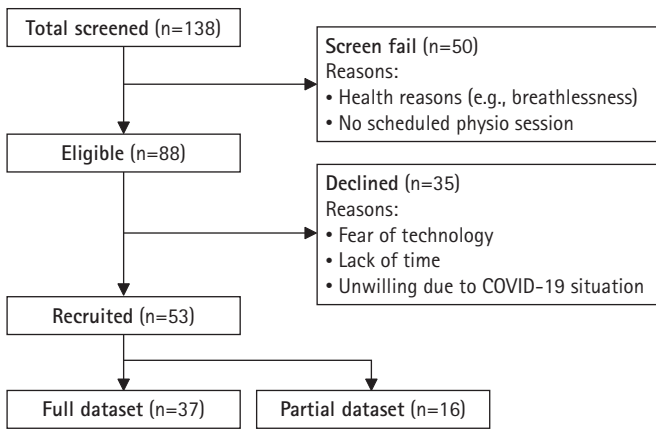 Total screened (n=138)
Screen fail (n=50)
Reasons:
• Health reasons (e.g., breathlessness)
• No scheduled physio session
Eligible (n=88)
Declined (n=35)
Reasons:
• Fear of technology
• Lack of time
• Unwilling due to COVID-19 situation
Recruited (n=53)
Full dataset (n=37)
Partial dataset (n=16)